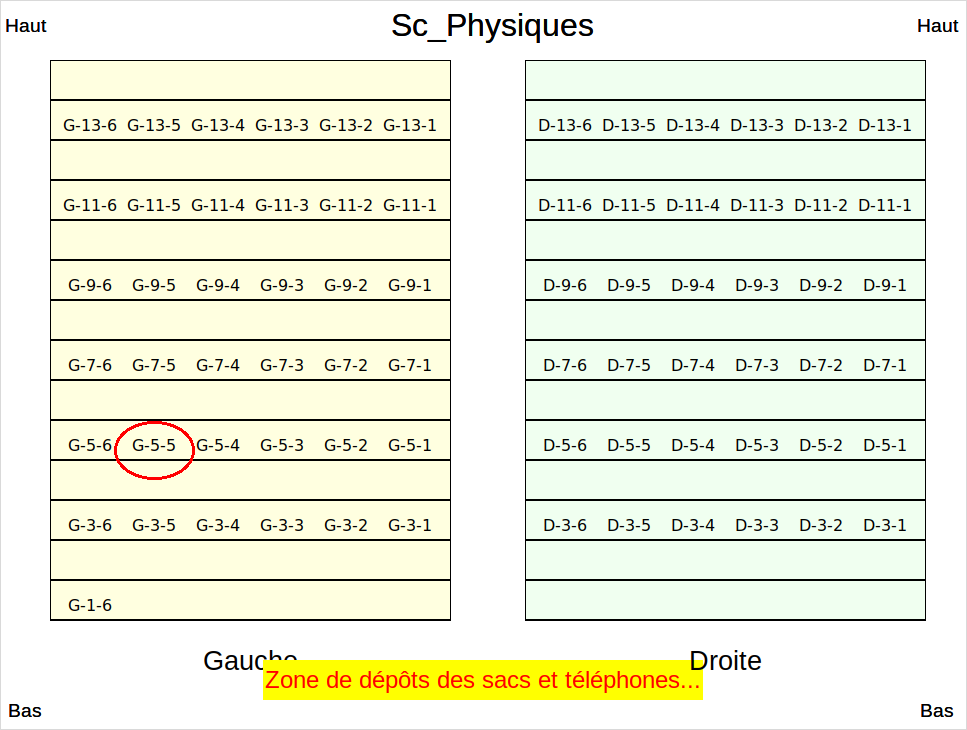 Haut Sc_Physiques Haut
G-13-6 G-13-5 G-13-4 G-13-3 G-13-2 G-13-1 D-13-6 D-13-5 D-13-4 D-13-3 D-13-2 D-13-1
G-11-6 G-11-5 G-11-4 G-11-3 G-11-2 G-11-1 D-11-6 D-11-5 D-11-4 D-11-3 D-11-2 D-11-1
G-9-6 G-9-5 G-9-4 G-9-3 G-9-2 G-9-1 D-9-6 D-9-5 D-9-4 D-9-3 D-9-2 D-9-1
G-7-6 G-7-5 G-7-4 G-7-3 G-7-2 G-7-1 D-7-6 D-7-5 D-7-4 D-7-3 D-7-2 D-7-1
G-5-6 G-5-5 G-5-4 G-5-3 G-5-2 G-5-1 D-5-6 D-5-5 D-5-4 D-5-3 D-5-2 D-5-1
G-3-6 G-3-5 G-3-4 G-3-3 G-3-2 G-3-1 D-3-6 D-3-5 D-3-4 D-3-3 D-3-2 D-3-1
G-1-6
Gauche Droite
Zone de dépôts des sacs et téléphones...
Bas Bas